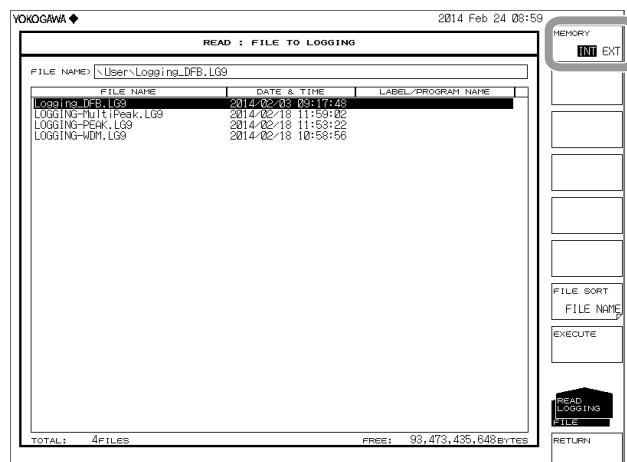 YOKOGAWA ◆ 2014 Feb 24 08:59
READ : FILE TO LOGGING
FILE NAME> \User\Logging_DFB.LG9
FILE NAME DATE & TIME LABEL/PROGRAM NAME
Logging_DFB.LG9 2014/02/03 09:17:48
LOGGING-MultiPeak.LG9 2014/02/18 11:59:02
LOGGING-PEAK.LG9 2014/02/18 11:53:22
LOGGING-WDM.LG9 2014/02/18 10:58:56
TOTAL: 4FILES FREE: 93,473,435,648BYTES
MEMORY
INT EXT
FILE SORT
FILE NAME
EXECUTE
READ
LOGGING
FILE
RETURN